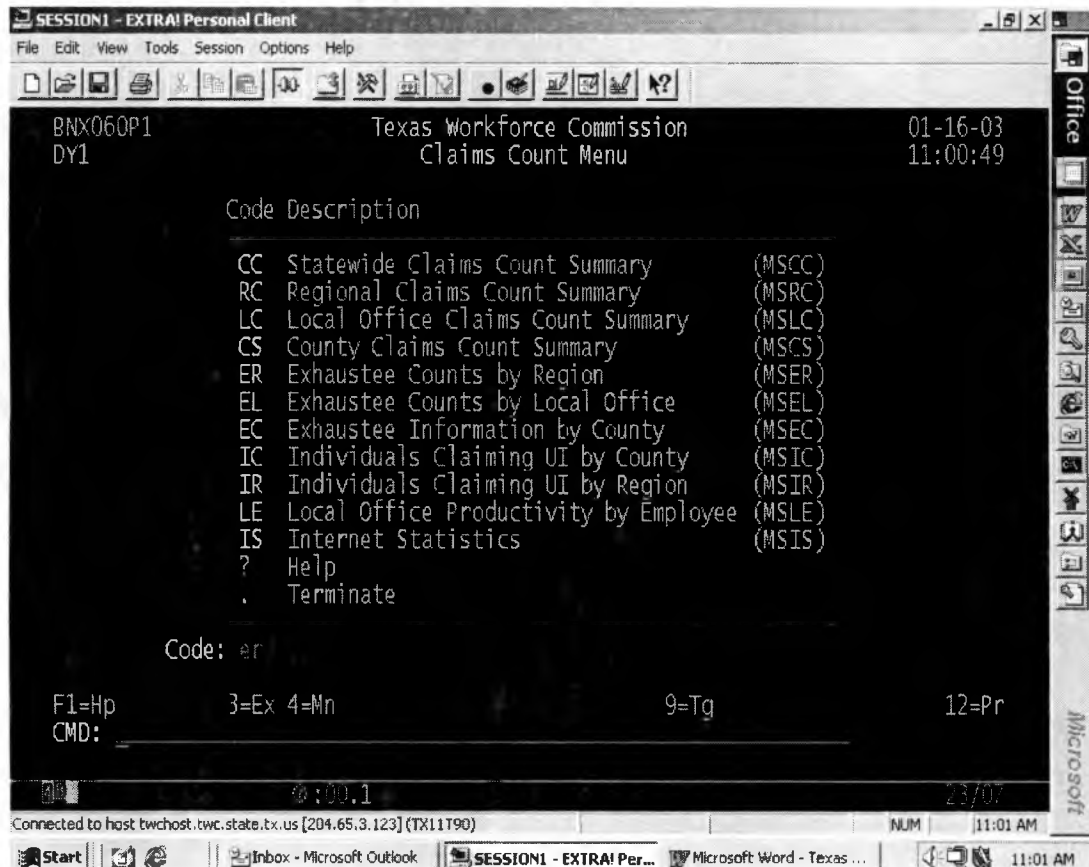 SESSION1 - EXTRA! Personal Client
File Edit View Tools Session Options Help
BNX060P1 Texas Workforce Commission 01-16-03
DY1 Claims Count Menu 11:00:49
Code Description
CC Statewide Claims Count Summary (MSCC)
RC Regional Claims Count Summary (MSRC)
LC Local Office Claims Count Summary (MSLC)
CS County Claims Count Summary (MSCS)
ER Exhaustee Counts by Region (MSER)
EL Exhaustee Counts by Local Office (MSEL)
EC Exhaustee Information by County (MSEC)
IC Individuals Claiming UI by County (MSIC)
IR Individuals Claiming UI by Region (MSIR)
LE Local Office Productivity by Employee (MSLE)
IS Internet Statistics (MSIS)
? Help
. Terminate
Code: er
F1=Hp 3=Ex 4=Mn 9=Tg 12=Pr
CMD:
:00.1 23/07
Connected to host twchost.twc.state.tx.us [204.65.3.123] (TX11T90) NUM 11:01 AM
Start Inbox - Microsoft Outlook SESSION1 - EXTRA! Per... Microsoft Word - Texas ... 11:01 AM
Office
Microsoft